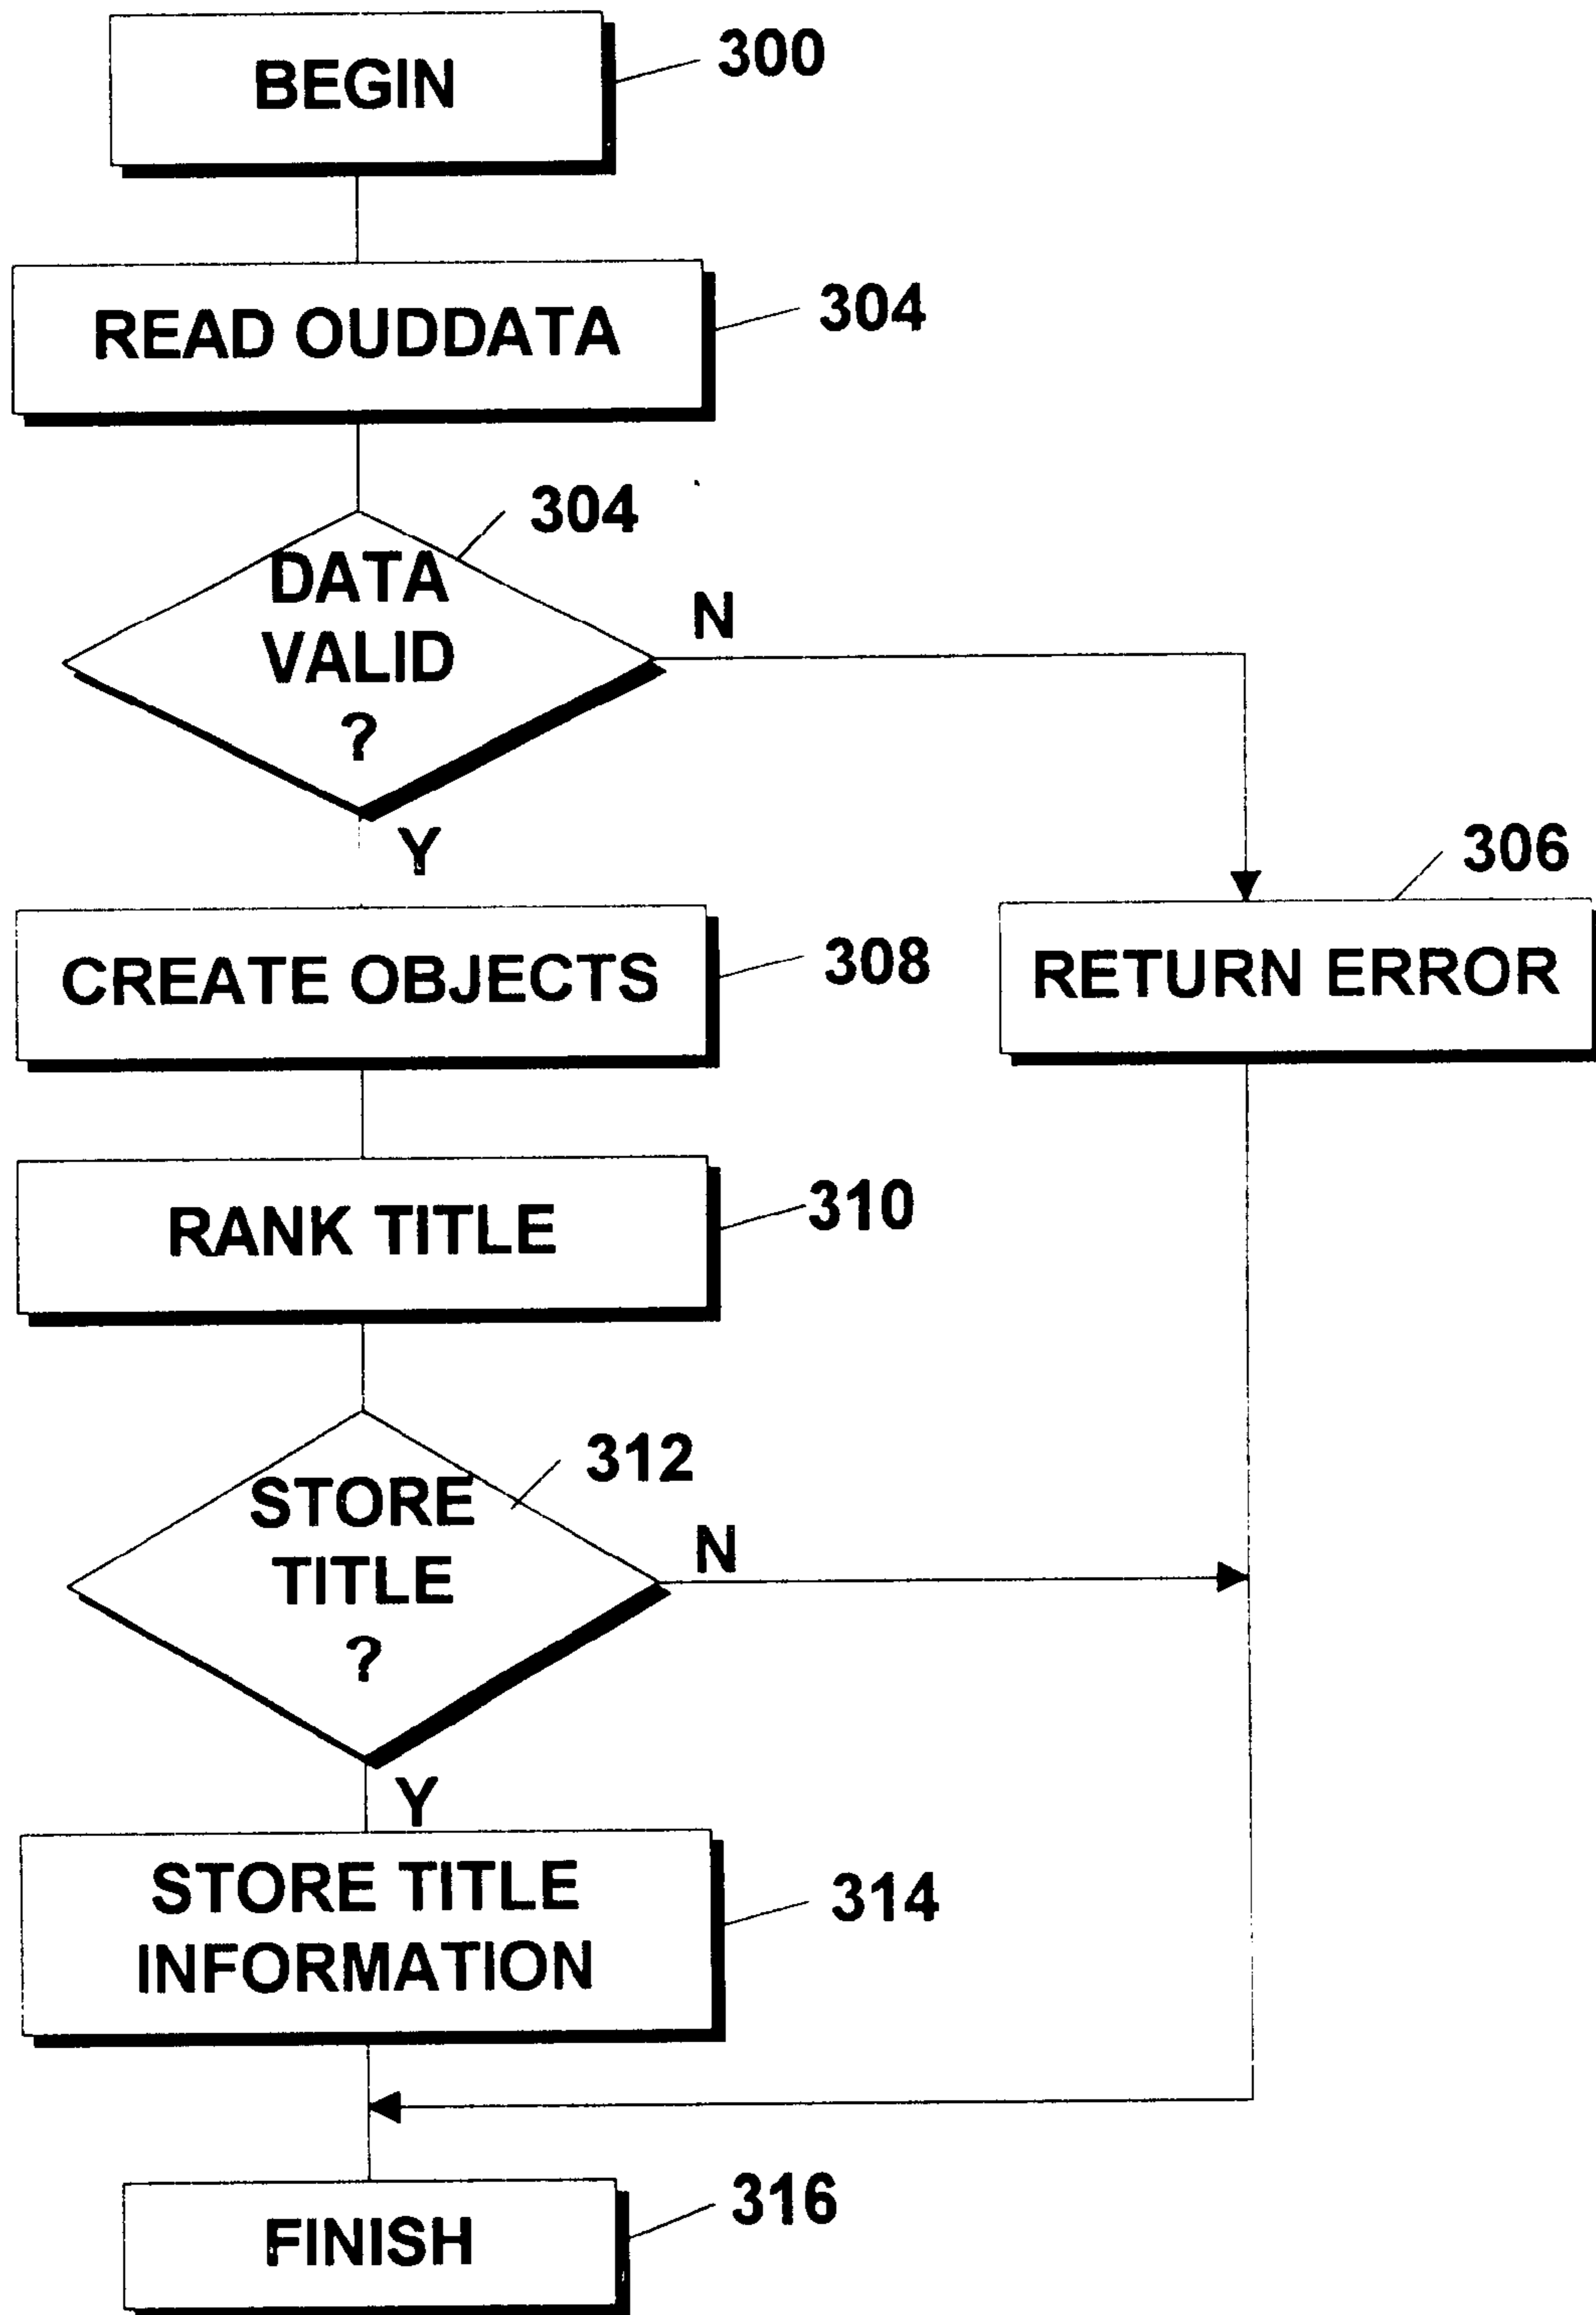 BEGIN
300
READ OUDDATA
304
304
DATA
VALID
?
N
Y
306
CREATE OBJECTS
308
RETURN ERROR
RANK TITLE
310
312
STORE
TITLE
?
N
Y
STORE TITLE
INFORMATION
314
FINISH
316